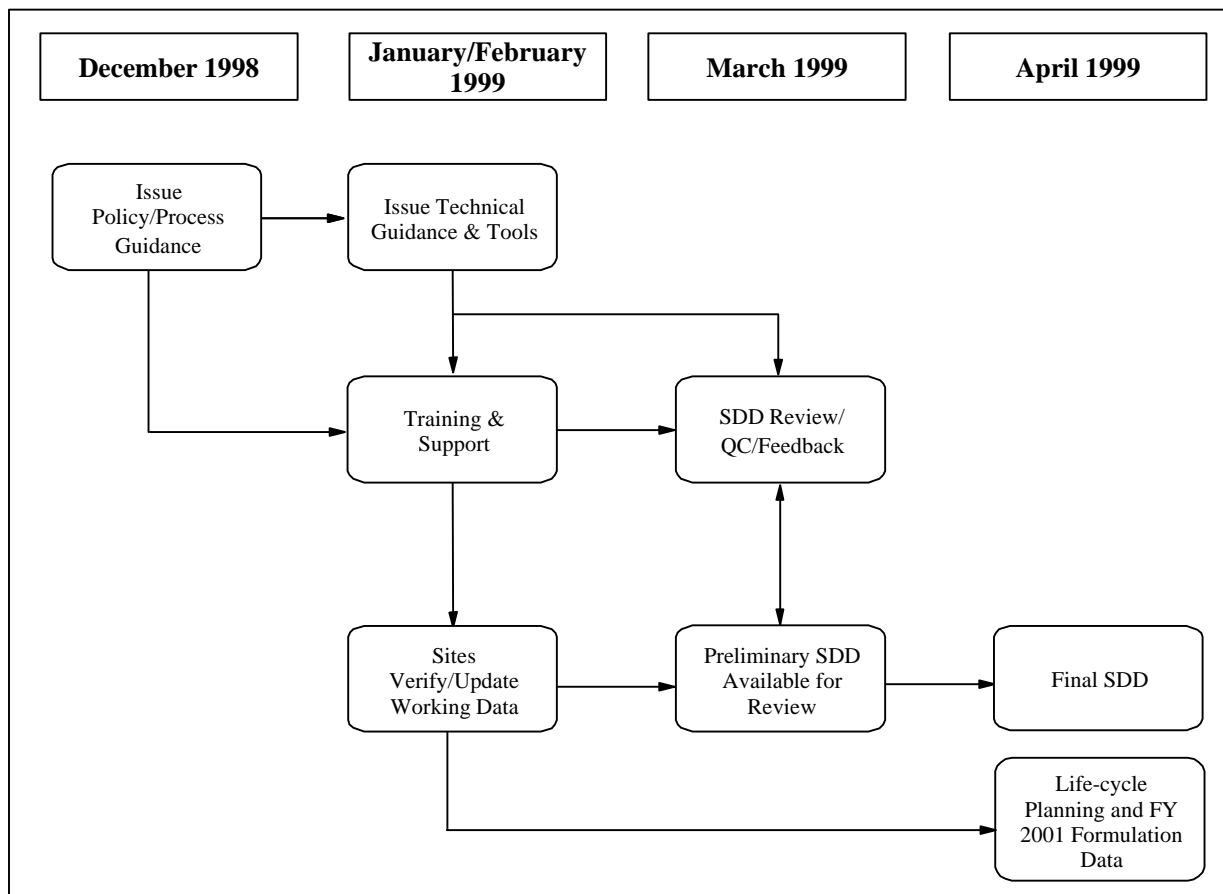 December 1998
January/February
1999
March 1999
April 1999
Issue
Policy/Process
Guidance
Issue Technical
Guidance & Tools
Training &
Support
SDD Review/
QC/Feedback
Sites
Verify/Update
Working Data
Preliminary SDD
Available for
Review
Final SDD
Life-cycle
Planning and FY
2001 Formulation
Data